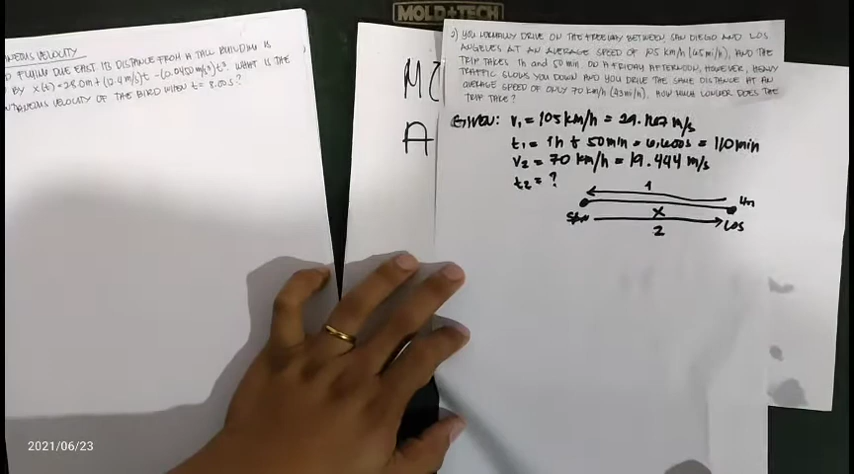 MOLD+TECH
NEOUS VELOCITY
FLYING DUE EAST ITS DISTANCE FROM A TALL BUILDING IS
BY x(t) = 28.0m + (12.4 m/s)t - (0.0450 m/s³)t³. WHAT IS THE
VELOCITY OF THE BIRD WHEN t = 8.00s?
M
A
YOU NORMALLY DRIVE ON THE FREEWAY BETWEEN SAN DIEGO AND LOS
ANGELES AT AN AVERAGE SPEED OF 105 km/h (65mi/h), AND THE
TRIP TAKES 1h and 50 min ON A FRIDAY AFTERNOON, HOWEVER, HEAVY
TRAFFIC SLOWS YOU DOWN AND YOU DRIVE THE SAME DISTANCE AT AN
AVERAGE SPEED OF ONLY 70 km/h (43mi/h). HOW MUCH LONGER DOES THE
TRIP TAKE?
Given: v₁ = 105 km/h = 29.167 m/s
t₁ = 1h + 50min = 6,600s = 110min
v₂ = 70 km/h = 19.444 m/s
t₂ = ?
1
x
LOS
2
2021/06/23